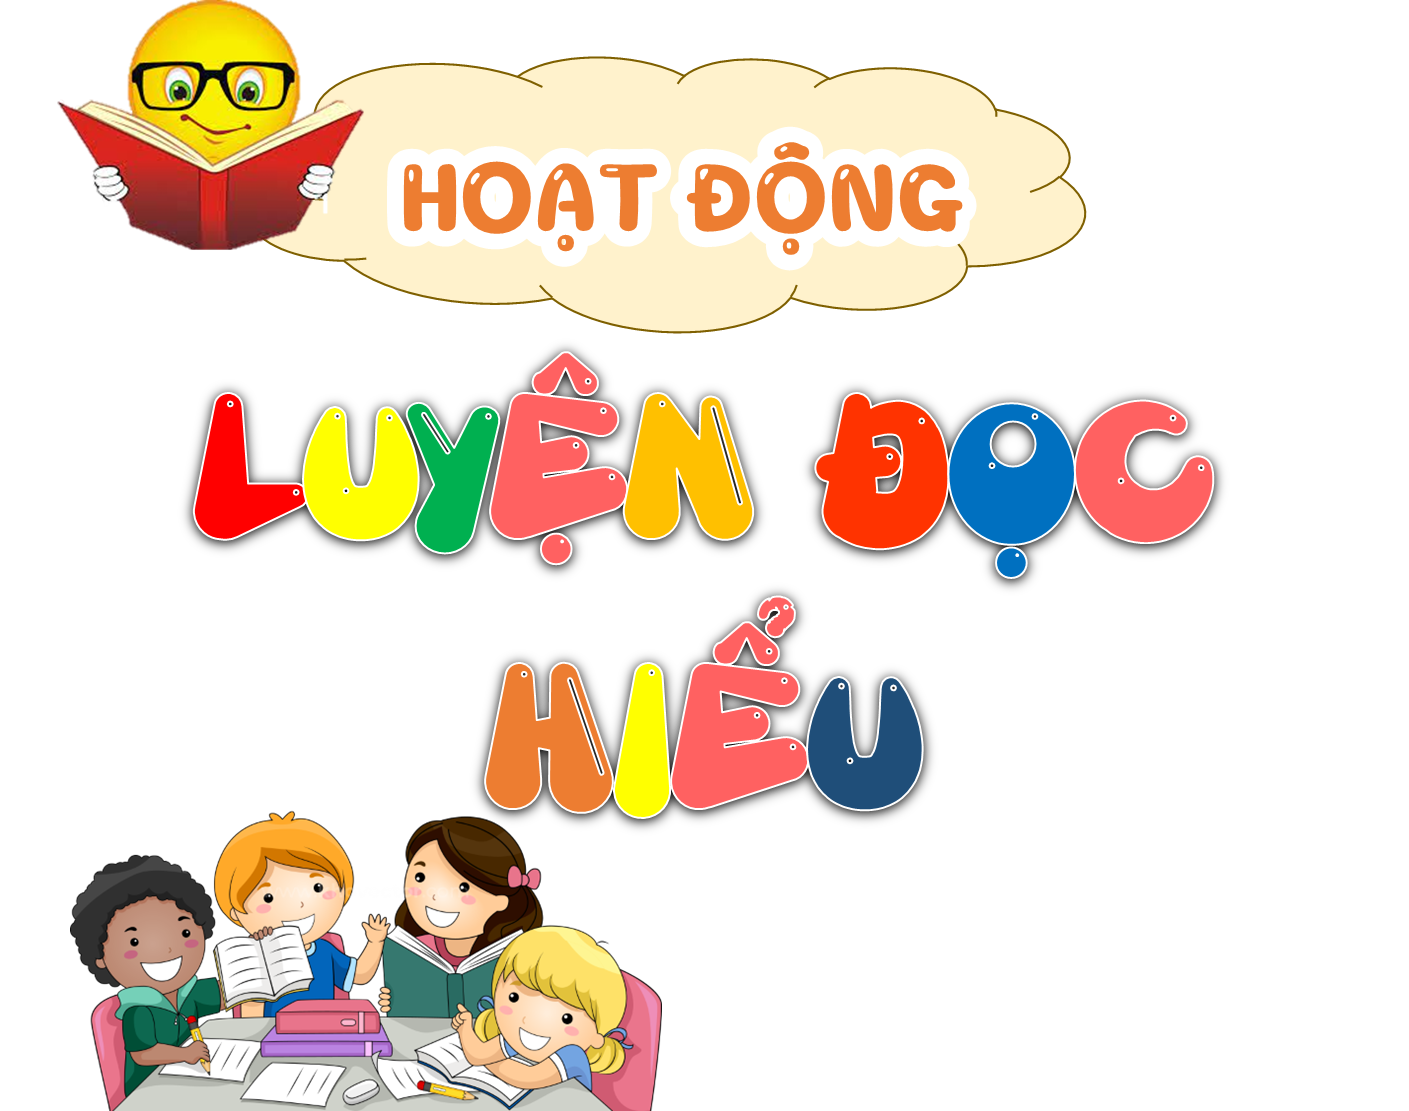 HOẠT ĐỘNG
LUYỆN ĐỌC
HIỂU